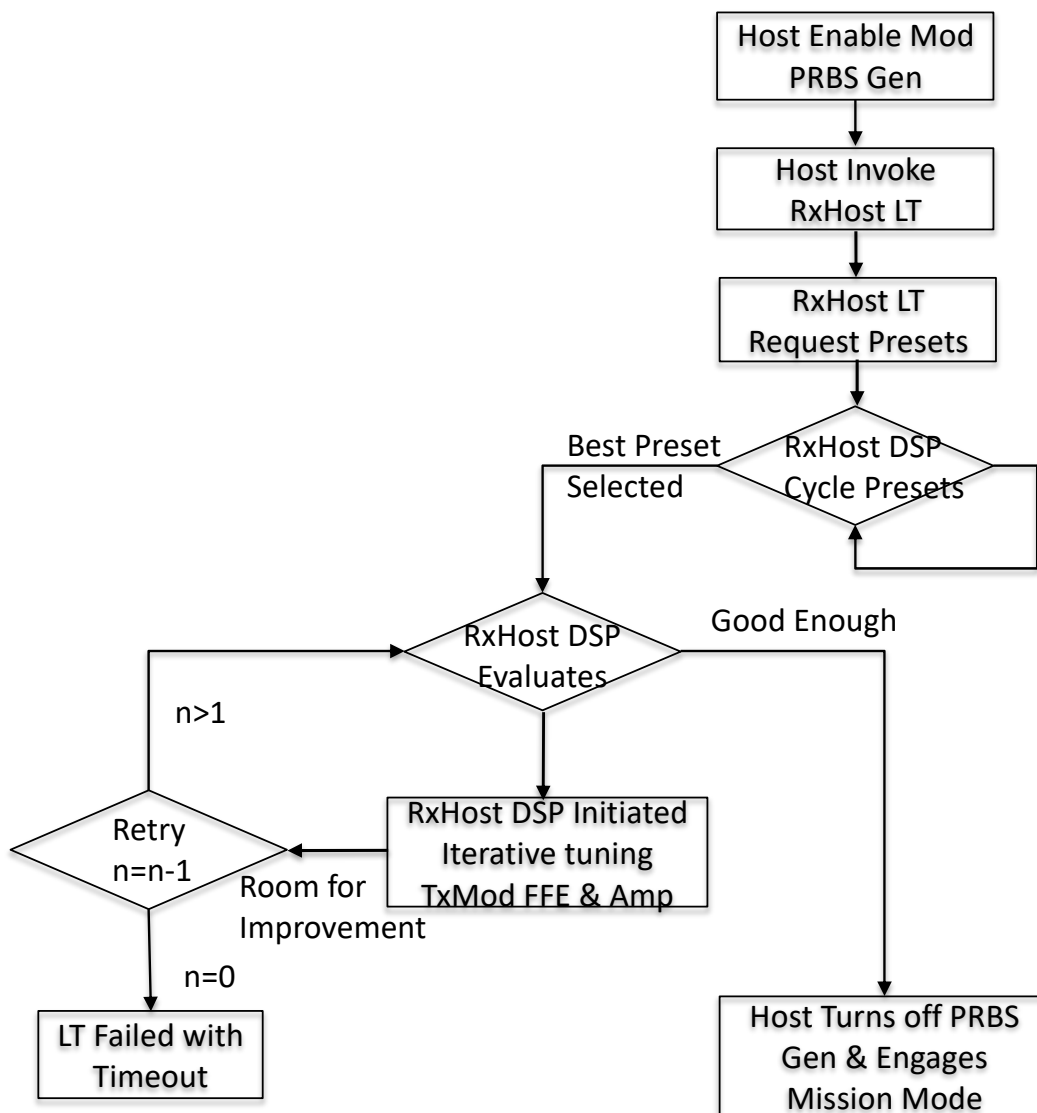 Host Enable Mod
PRBS Gen
Host Invoke
RxHost LT
RxHost LT
Request Presets
Best Preset
Selected
RxHost DSP
Cycle Presets
RxHost DSP
Evaluates
Good Enough
n>1
RxHost DSP Initiated
Iterative tuning
TxMod FFE & Amp
Retry
n=n-1
Room for
Improvement
n=0
LT Failed with
Timeout
Host Turns off PRBS
Gen & Engages
Mission Mode